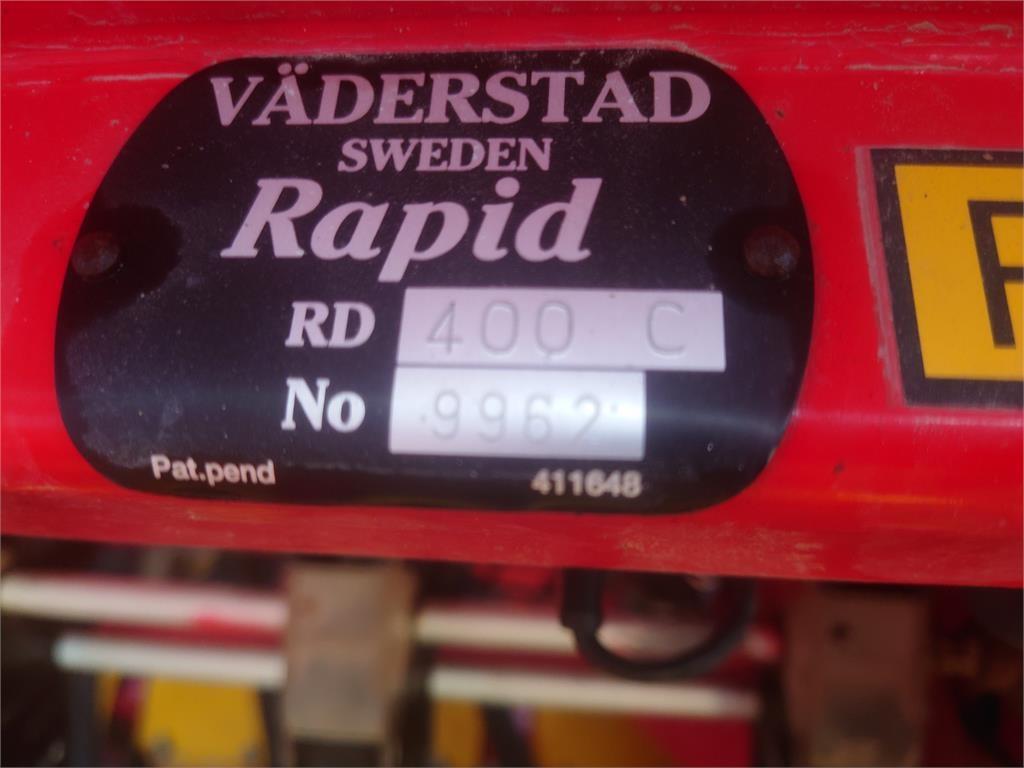 VÄDERSTAD
SWEDEN
Rapid
RD 400 C
No 9962
Pat.pend 411648